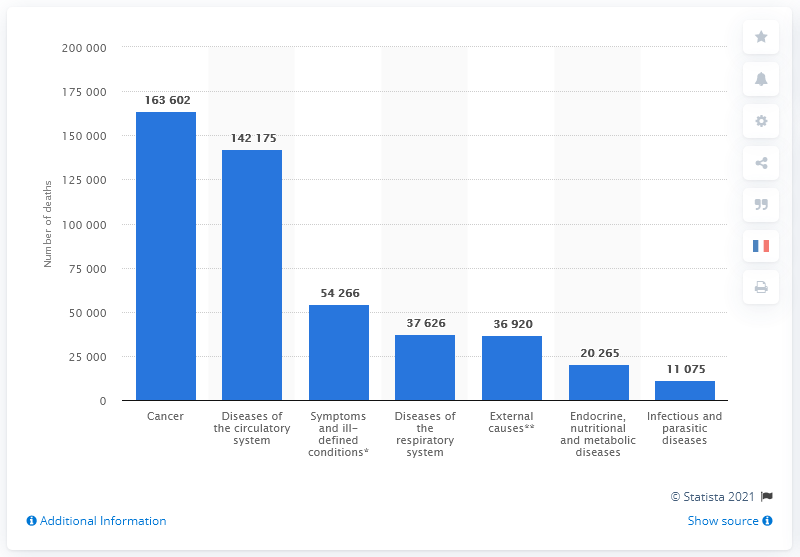 200 000
175 000
150 000
125 000
100 000
75 000
50 000
25 000
0
Number of deaths
163 602
142 175
54 266
37 626
36 920
20 265
11 075
Cancer
Diseases of
the circulatory
system
Symptoms
and ill-
defined
conditions*
Diseases of
the
respiratory
system
External
causes**
Endocrine,
nutritional
and metabolic
diseases
Infectious and
parasitic
diseases
© Statista 2021
Additional Information
Show source